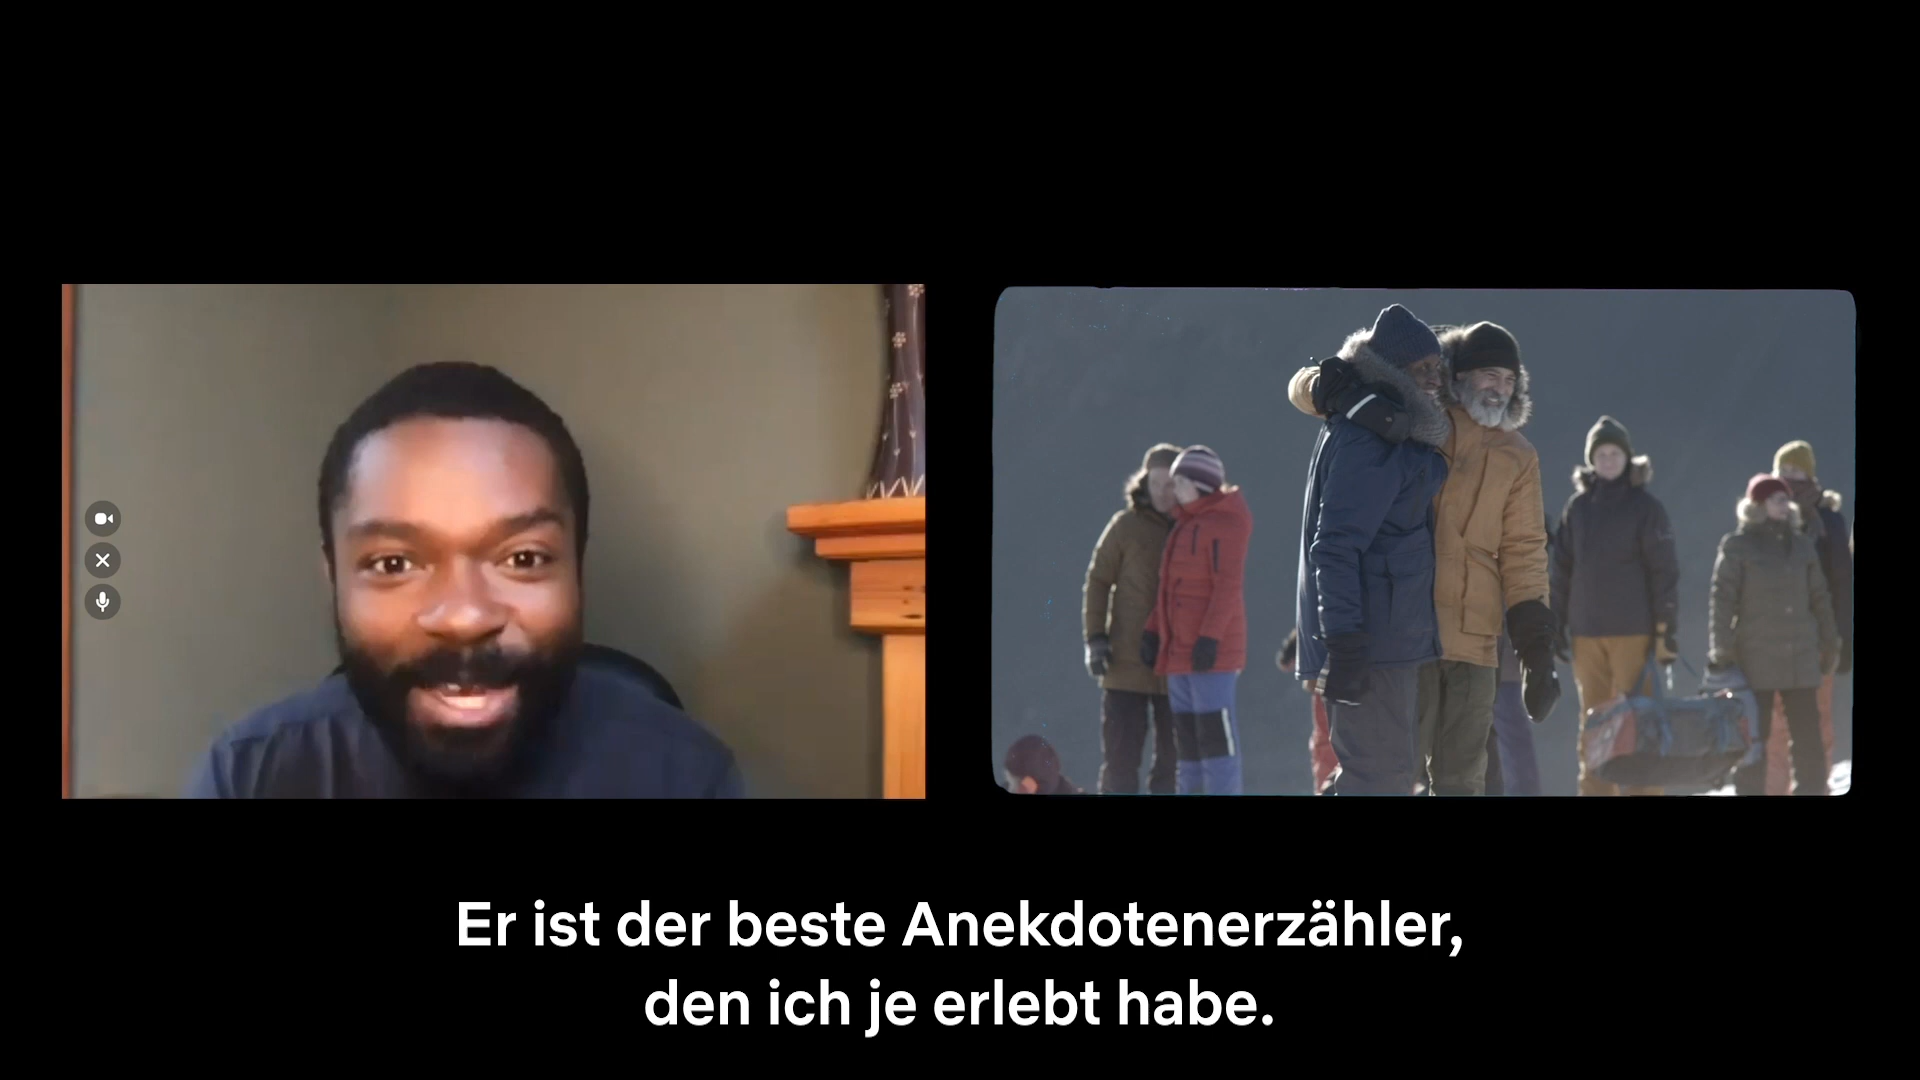 Er ist der beste Anekdotenerzähler,
den ich je erlebt habe.